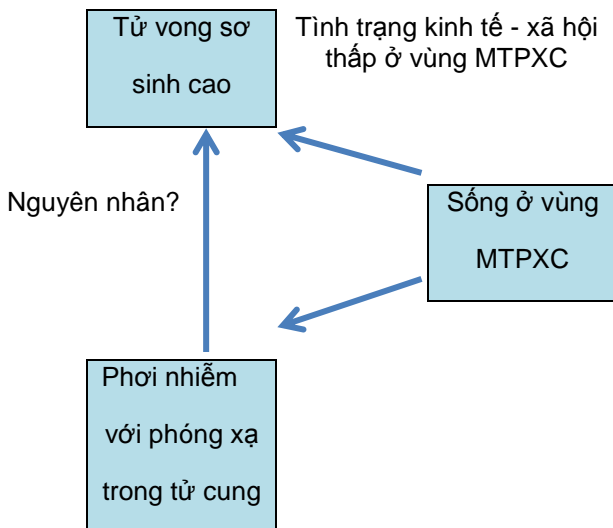 Tử vong sơ
sinh cao
Tình trạng kinh tế - xã hội
thấp ở vùng MTPXC
Nguyên nhân?
Sống ở vùng
MTPXC
Phơi nhiễm
với phóng xạ
trong tử cung